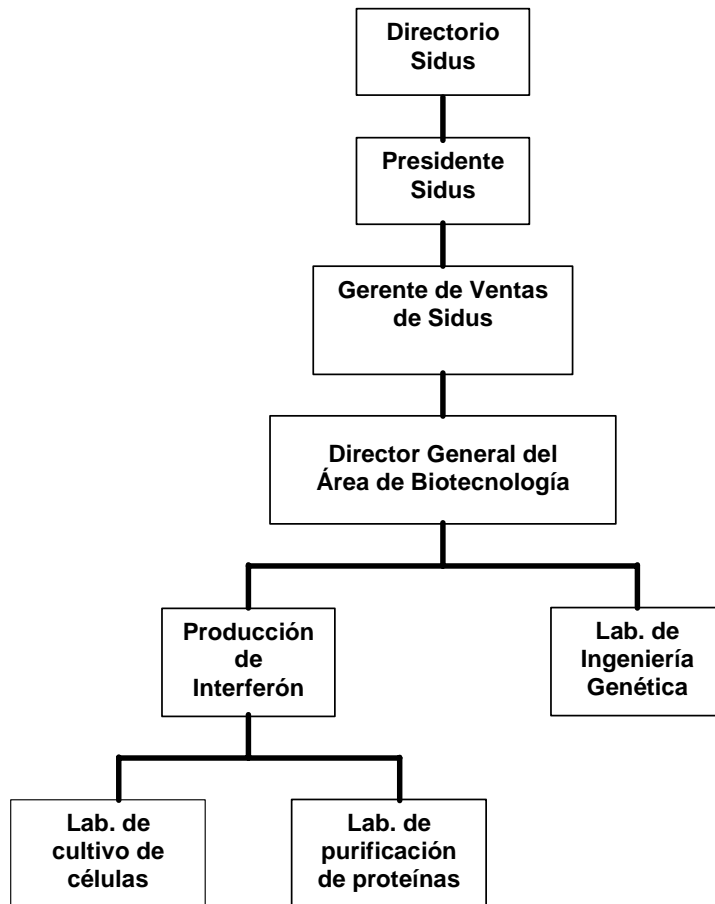 Directorio
Sidus
Presidente
Sidus
Gerente de Ventas
de Sidus
Director General del
Área de Biotecnología
Producción
de
Interferón
Lab. de
Ingeniería
Genética
Lab. de
cultivo de
células
Lab. de
purificación
de proteínas